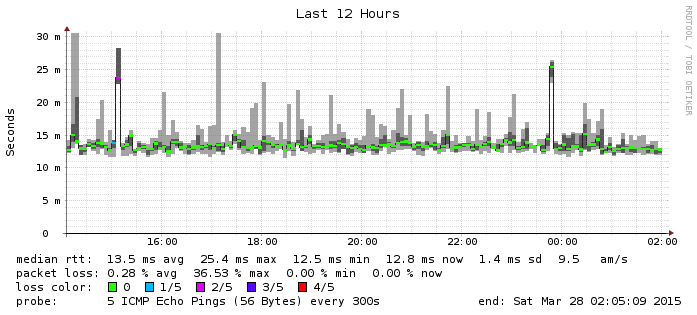 Last 12 Hours
RRDTOOL / TOBI OETIKER
Seconds
30 m
25 m
20 m
15 m
10 m
5 m
0
16:00 18:00 20:00 22:00 00:00 02:00
median rtt: 13.5 ms avg 25.4 ms max 12.5 ms min 12.8 ms now 1.4 ms sd 9.5 am/s
packet loss: 0.28 % avg 36.53 % max 0.00 % min 0.00 % now
loss color: 0 1/5 2/5 3/5 4/5
probe: 5 ICMP Echo Pings (56 Bytes) every 300s end: Sat Mar 28 02:05:09 2015